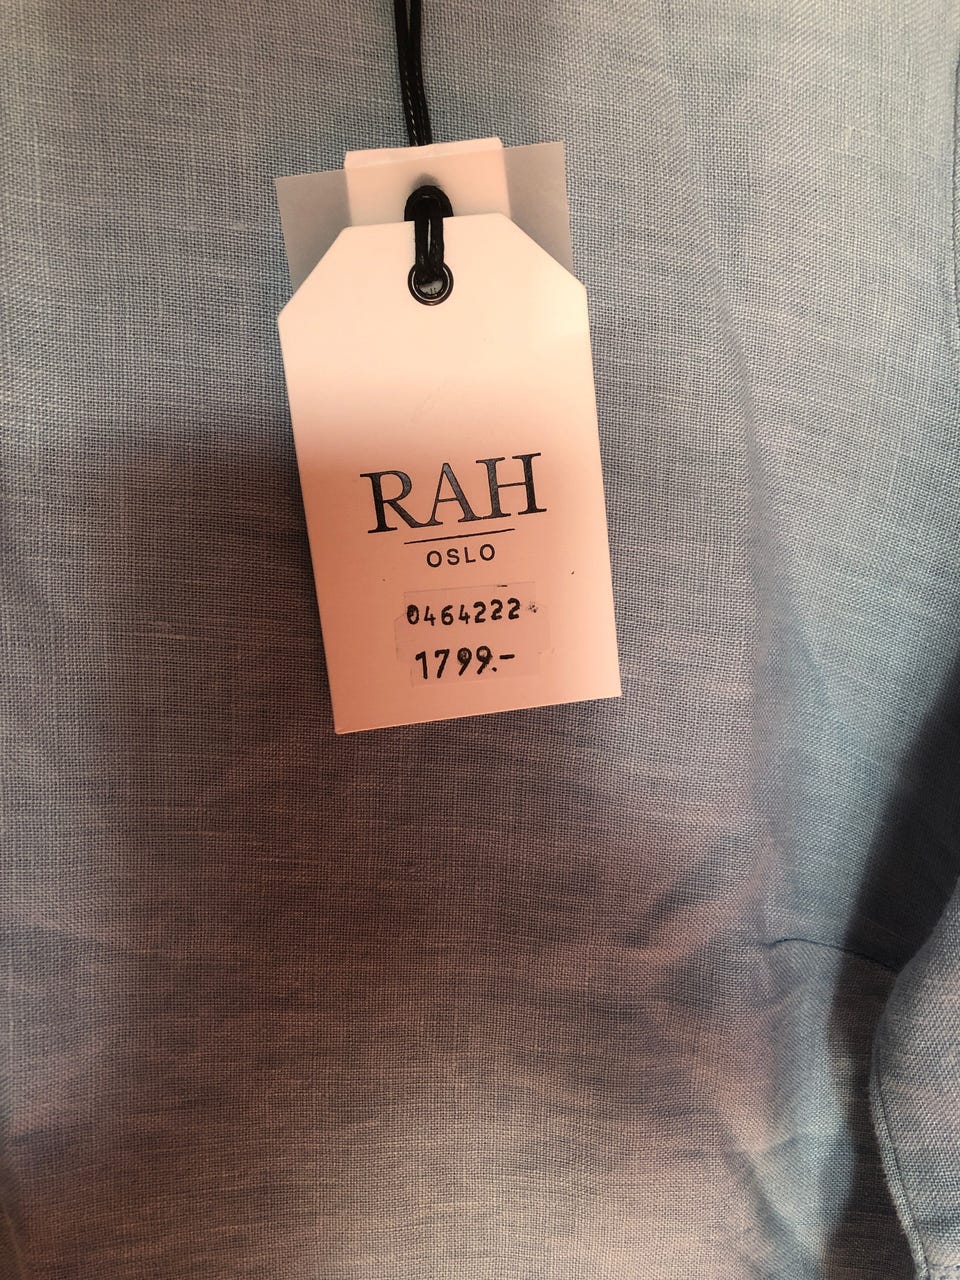 RAH
OSLO
0464222
1799.-